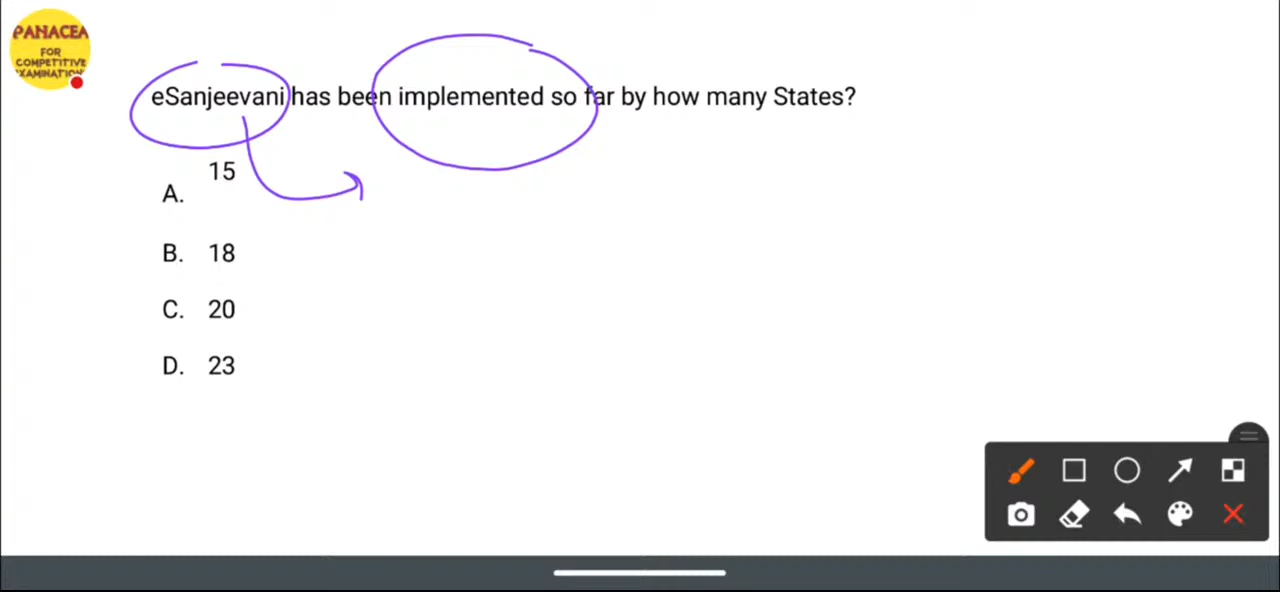 PANACEA
FOR
COMPETITIVE
EXAMINATION
eSanjeevani has been implemented so far by how many States?
A. 15
B. 18
C. 20
D. 23